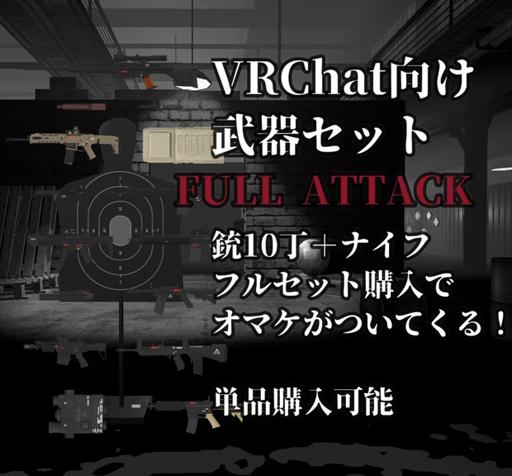 VRChat向け
武器セット
FULL ATTACK
銃10丁＋ナイフ
フルセット購入で
オマケがついてくる！
単品購入可能